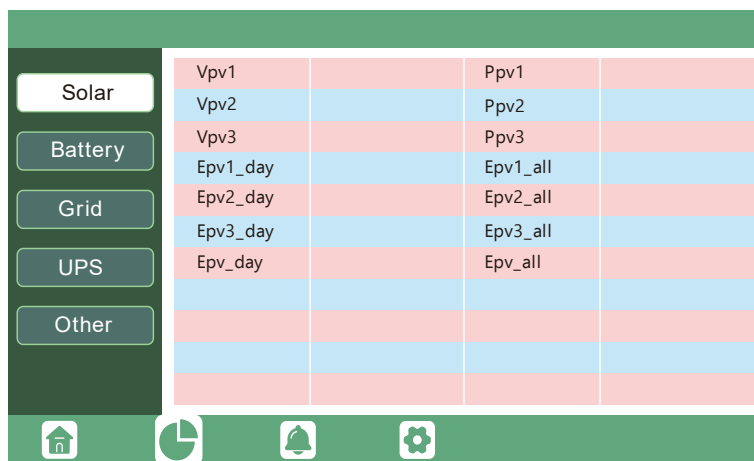 Solar
Battery
Grid
UPS
Other
Vpv1 Ppv1
Vpv2 Ppv2
Vpv3 Ppv3
Epv1_day Epv1_all
Epv2_day Epv2_all
Epv3_day Epv3_all
Epv_day Epv_all